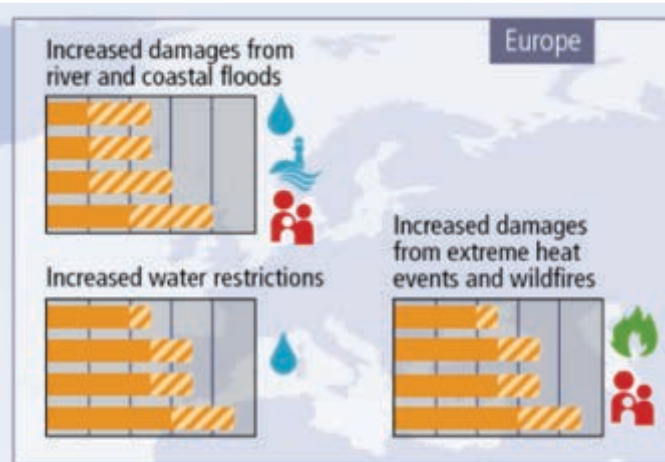 Europe
Increased damages from
river and coastal floods
Increased water restrictions
Increased damages
from extreme heat
events and wildfires